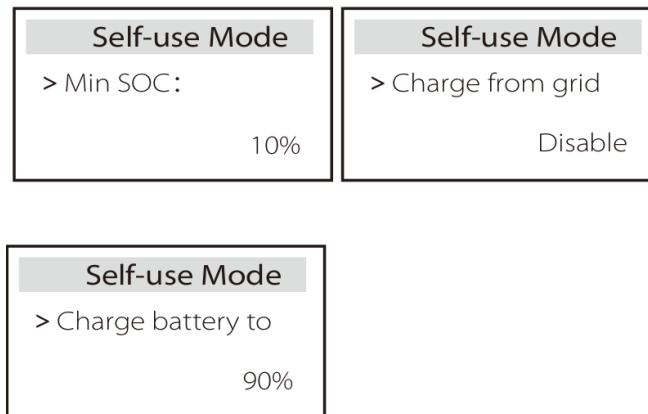 Self-use Mode
> Min SOC:
10%
Self-use Mode
> Charge from grid
Disable
Self-use Mode
> Charge battery to
90%